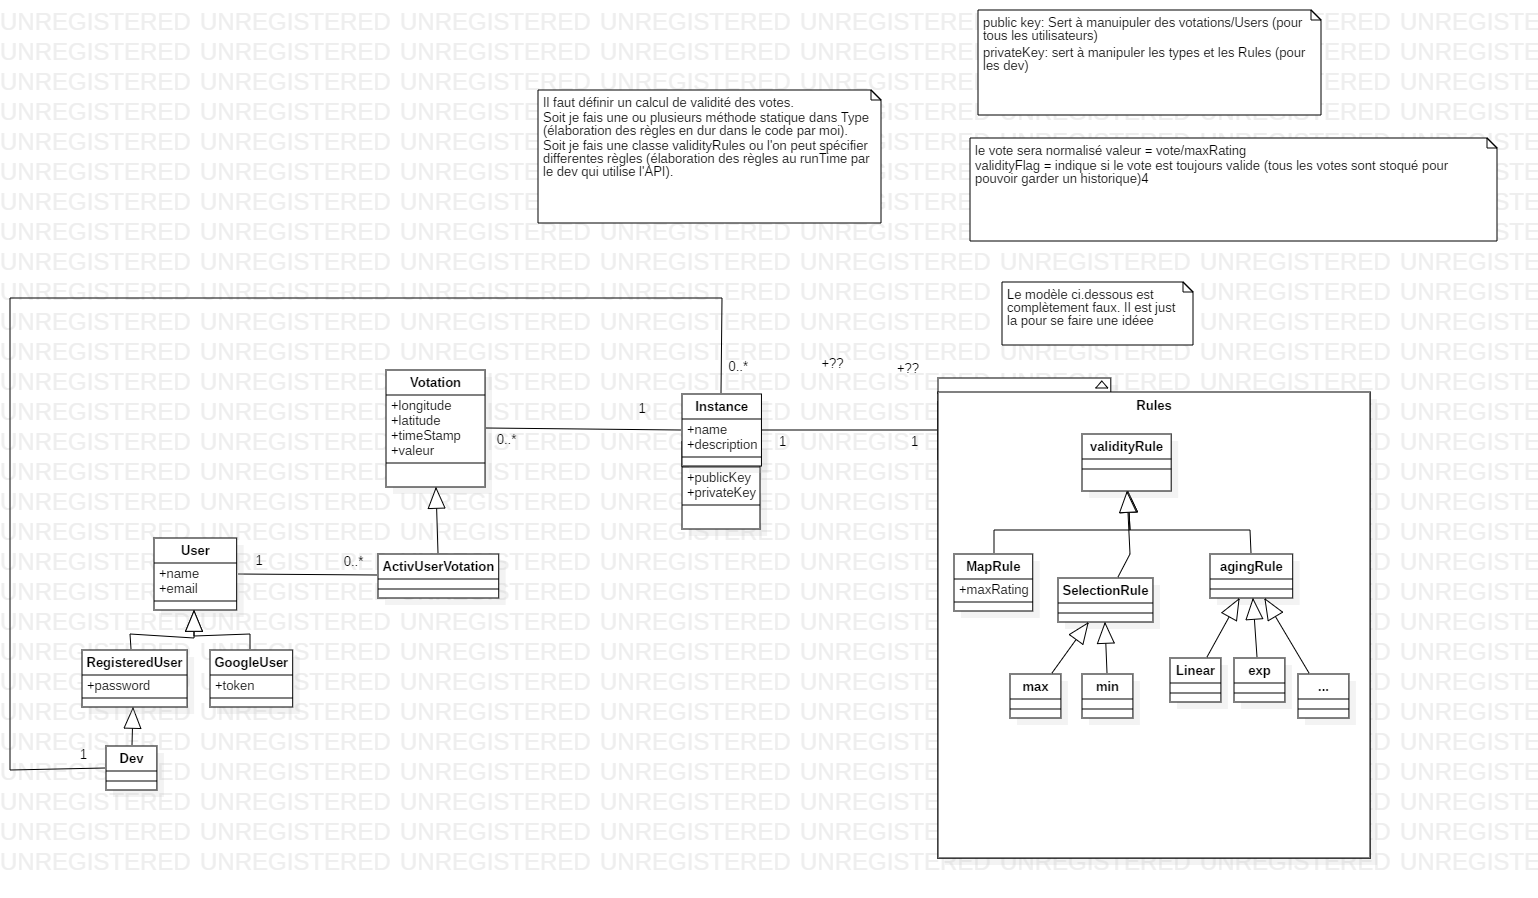 public key: Sert à manuipuler des votations/Users (pour
tous les utilisateurs)
privateKey: sert à manipuler les types et les Rules (pour
les dev)
Il faut définir un calcul de validité des votes.
Soit je fais une ou plusieurs méthode statique dans Type
(élaboration des règles en dur dans le code par moi).
Soit je fais une classe validityRules ou l'on peut spécifier
differentes règles (élaboration des règles au runTime par
le dev qui utilise l'API).
le vote sera normalisé valeur = vote/maxRating
validityFlag = indique si le vote est toujours valide (tous les votes sont stoqué pour
pouvoir garder un historique)4
Le modèle ci.dessous est
complètement faux. Il est just
la pour se faire une idéee
0..*
+??
+??
Votation
+longitude
+latitude
+timeStamp
+valeur
0..*
1
Instance
+name
+description
+publicKey
+privateKey
1
1
Rules
validityRule
MapRule
+maxRating
SelectionRule
agingRule
max
min
Linear
exp
...
User
+name
+email
1
0..*
ActivUserVotation
RegisteredUser
+password
GoogleUser
+token
1
Dev
UNREGISTERED